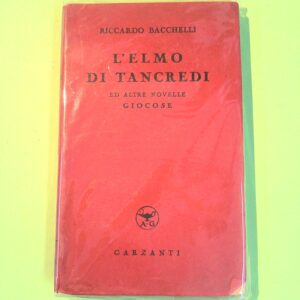 RICCARDO BACCHELLI
L'ELMO
DI TANCREDI
ED ALTRE NOVELLE
GIOCOSE
A G
GARZANTI